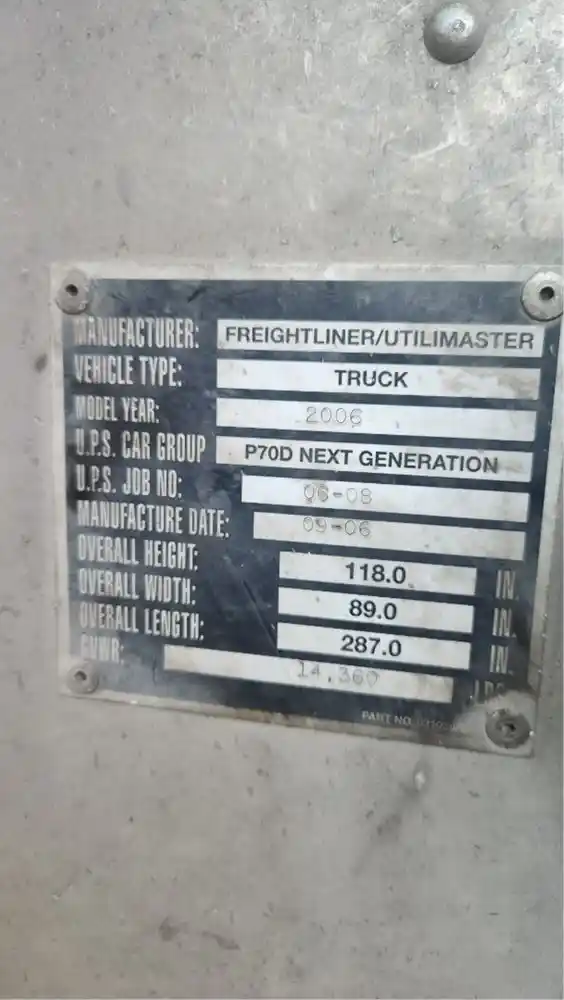 MANUFACTURER: FREIGHTLINER/UTILIMASTER
VEHICLE TYPE: TRUCK
MODEL YEAR: 2006
U.P.S. CAR GROUP P70D NEXT GENERATION
U.P.S. JOB NO: 06-08
MANUFACTURE DATE: 09-06
OVERALL HEIGHT: 118.0 IN.
OVERALL WIDTH: 89.0 IN.
OVERALL LENGTH: 287.0 IN.
GVWR: 14,360 LBS.
PART NO.